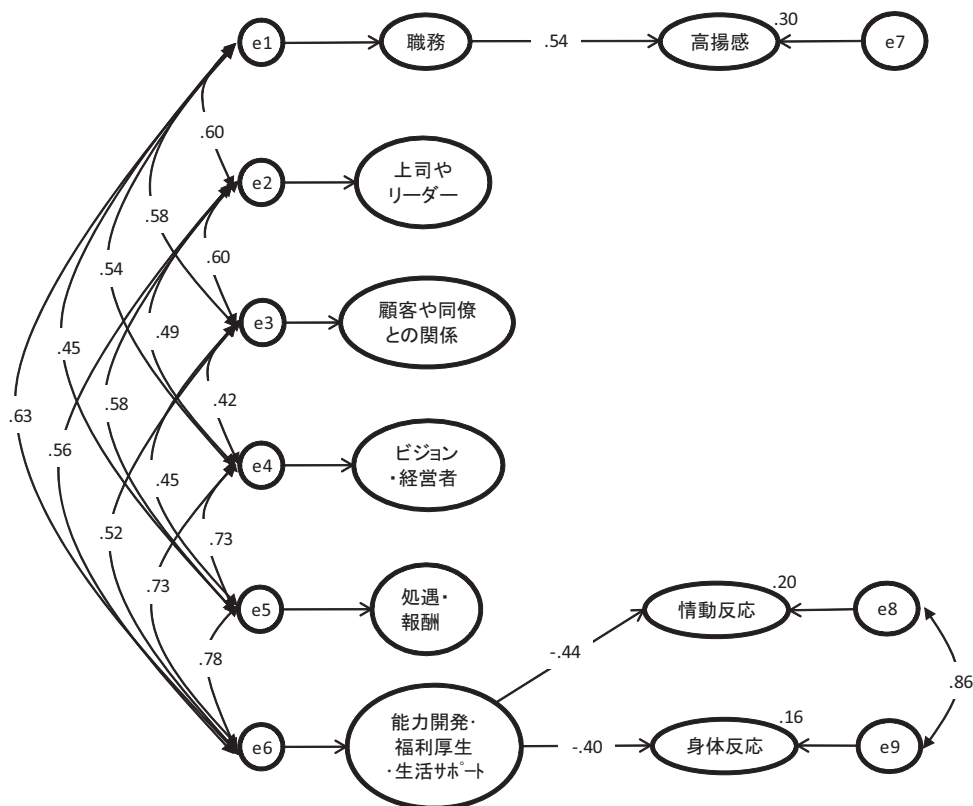 .30
e1
職務
.54
高揚感
e7
.60
e2
上司や
リーダー
.58
.54
.60
e3
顧客や同僚
との関係
.49
.45
.63
.58
.42
.56
e4
ビジョン
・経営者
.45
.52
.73
.73
e5
処遇・
報酬
.20
情動反応
e8
-.44
.78
.86
e6
能力開発・
福利厚生
・生活サポート
-.40
.16
身体反応
e9